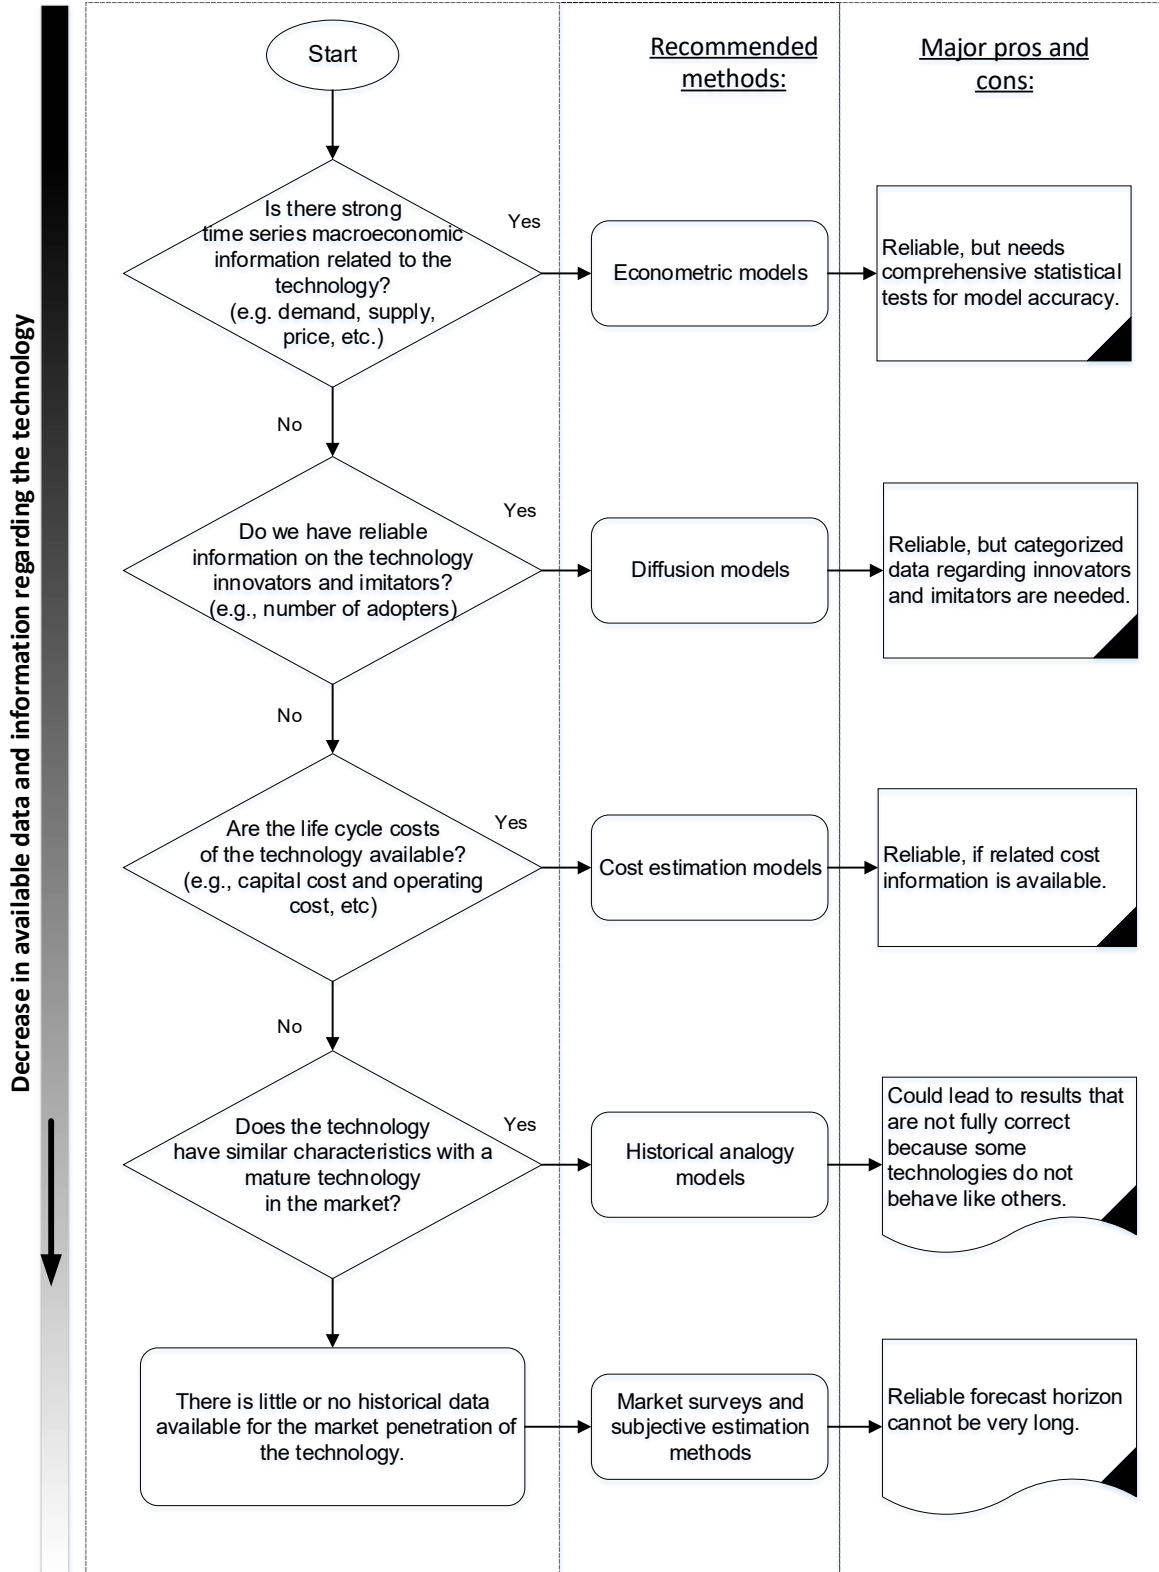 Start
Recommended
methods:
Major pros and
cons:
Is there strong
time series macroeconomic
information related to the
technology?
(e.g. demand, supply,
price, etc.)
Yes
Econometric models
Reliable, but needs
comprehensive statistical
tests for model accuracy.
No
Do we have reliable
information on the technology
innovators and imitators?
(e.g., number of adopters)
Yes
Diffusion models
Reliable, but categorized
data regarding innovators
and imitators are needed.
No
Are the life cycle costs
of the technology available?
(e.g., capital cost and operating
cost, etc)
Yes
Cost estimation models
Reliable, if related cost
information is available.
No
Does the technology
have similar characteristics with a
mature technology
in the market?
Yes
Historical analogy
models
Could lead to results that
are not fully correct
because some
technologies do not
behave like others.
There is little or no historical data
available for the market penetration of
the technology.
Market surveys and
subjective estimation
methods
Reliable forecast horizon
cannot be very long.
Decrease in available data and information regarding the technology